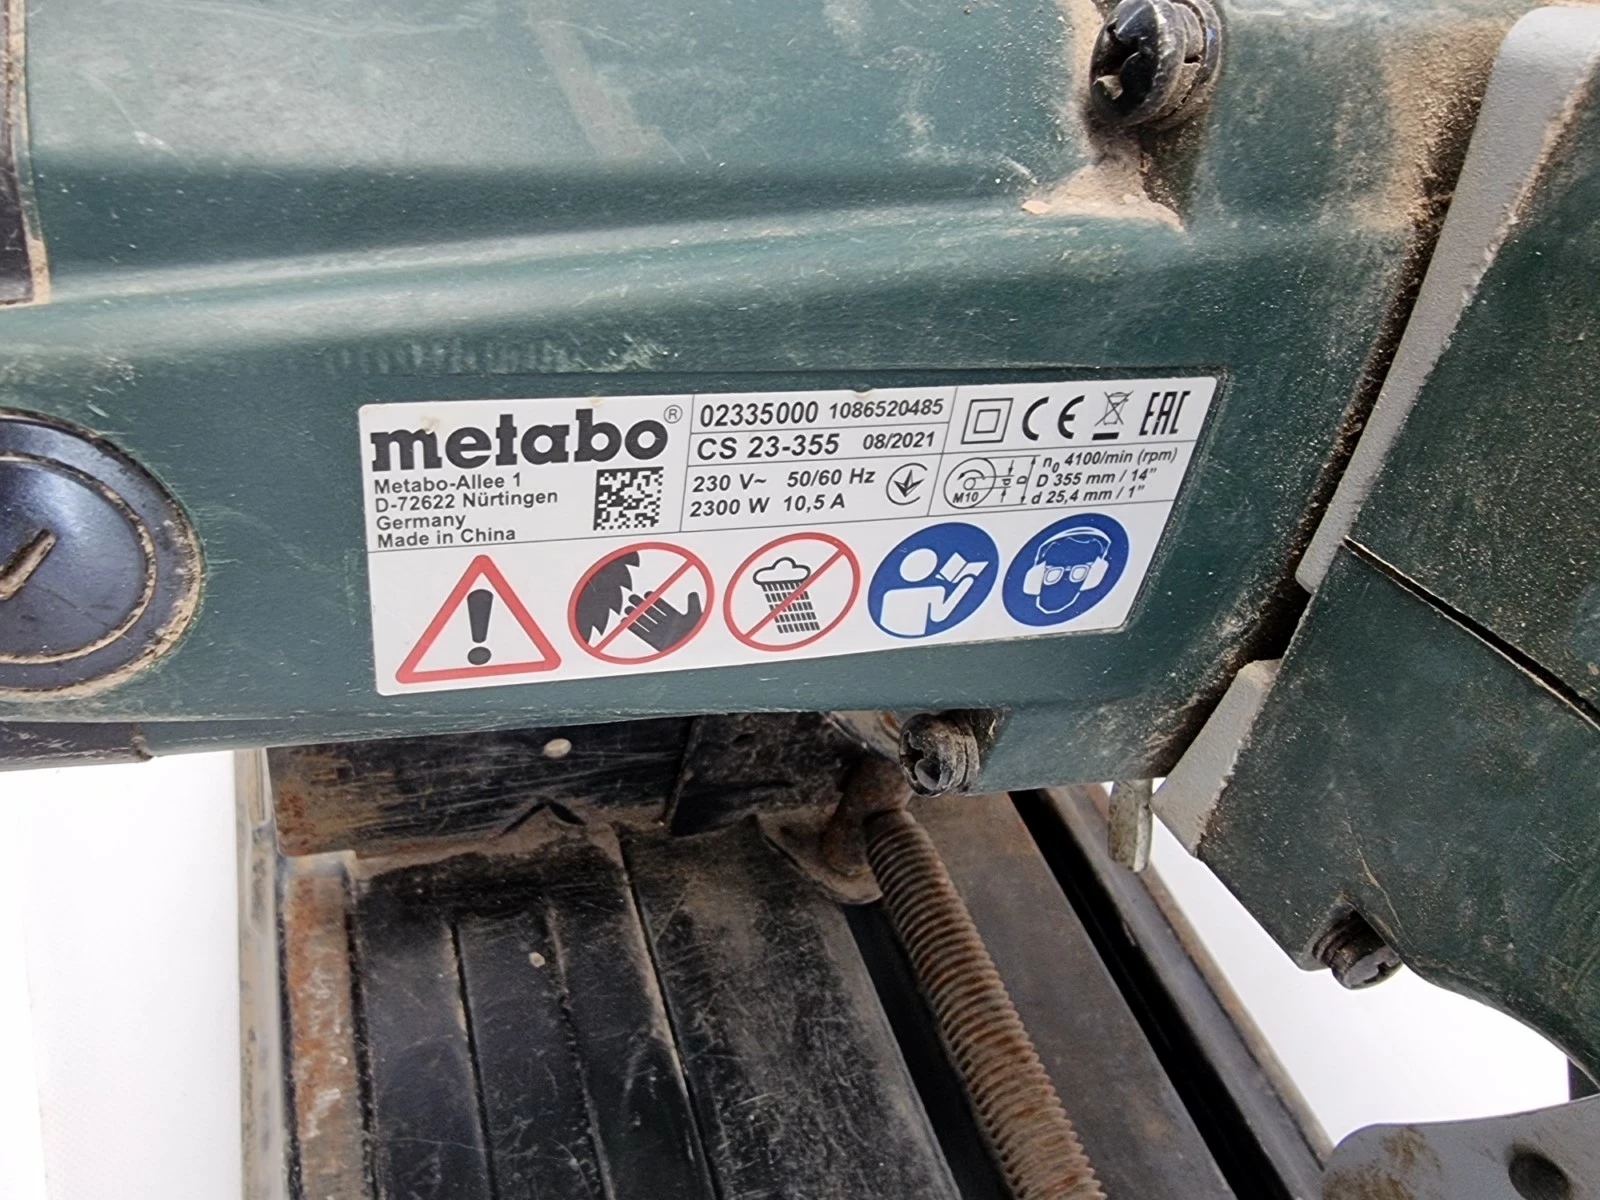 metabo®
Metabo-Allee 1
D-72622 Nürtingen
Germany
Made in China
02335000 1086520485
CS 23-355 08/2021
230 V~ 50/60 Hz
2300 W 10,5 A
CE EAC
M10 d D
n₀ 4100/min (rpm)
D 355 mm / 14"
d 25,4 mm / 1"